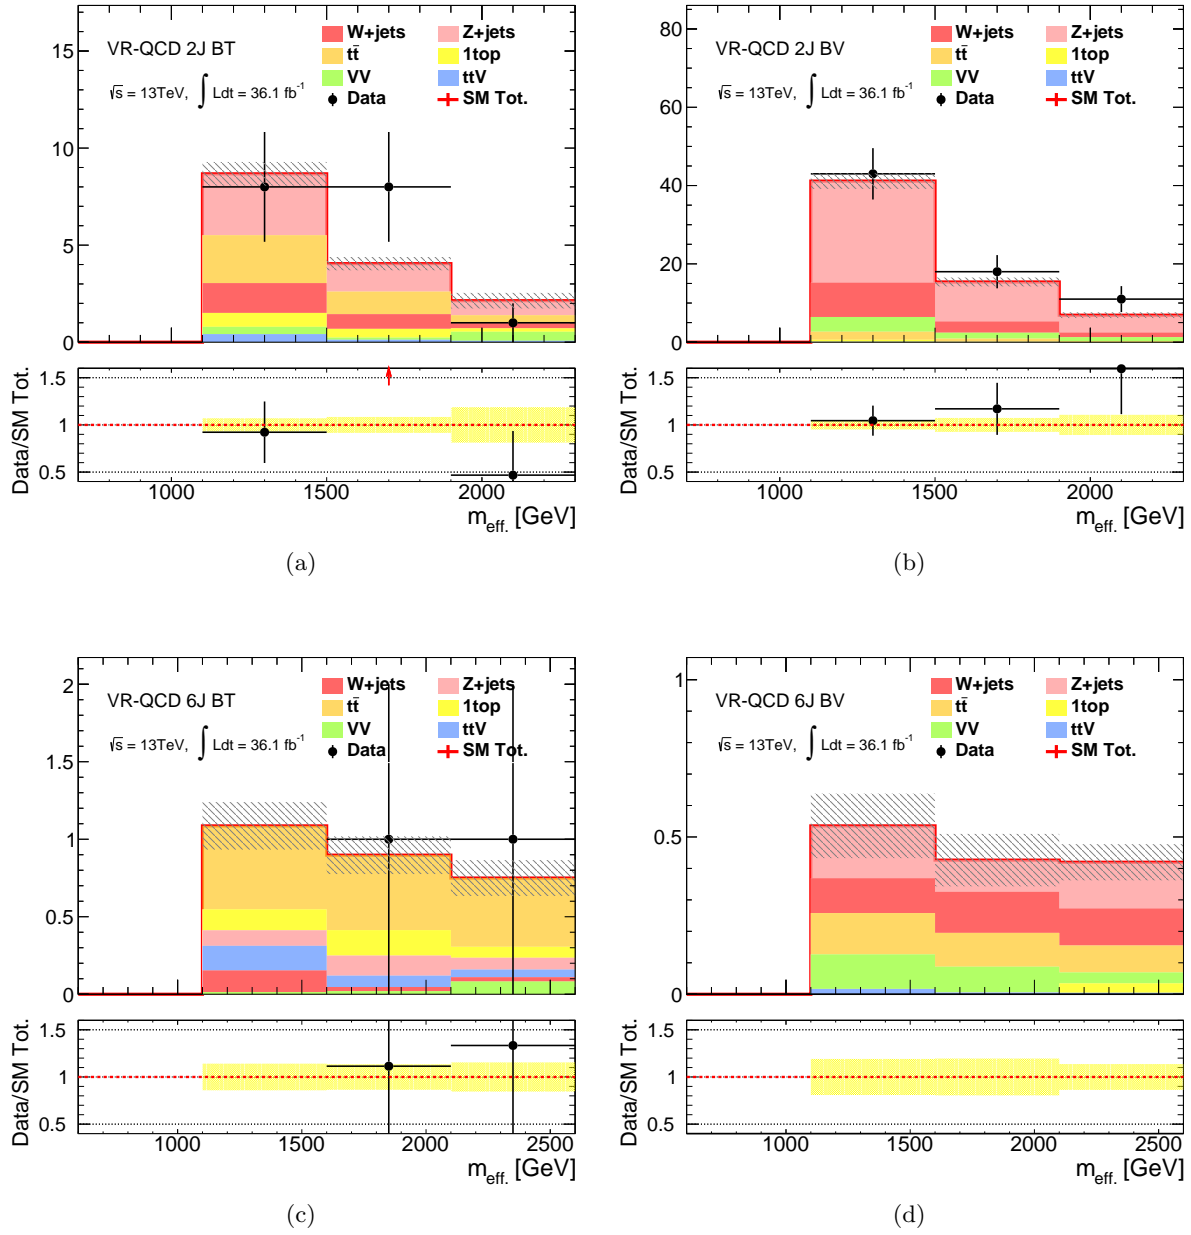 VR-QCD 2J BT
√s = 13TeV, ∫ Ldt = 36.1 fb⁻¹
W+jets Z+jets
tt̄ 1top
VV ttV
Data SM Tot.
15
10
5
0
Data/SM Tot.
1.5
1
0.5
1000 1500 2000
m_eff. [GeV]
(a)
VR-QCD 2J BV
√s = 13TeV, ∫ Ldt = 36.1 fb⁻¹
W+jets Z+jets
tt̄ 1top
VV ttV
Data SM Tot.
80
60
40
20
0
Data/SM Tot.
1.5
1
0.5
1000 1500 2000
m_eff. [GeV]
(b)
VR-QCD 6J BT
√s = 13TeV, ∫ Ldt = 36.1 fb⁻¹
W+jets Z+jets
tt̄ 1top
VV ttV
Data SM Tot.
2
1.5
1
0.5
0
Data/SM Tot.
1.5
1
0.5
1000 1500 2000 2500
m_eff. [GeV]
(c)
VR-QCD 6J BV
√s = 13TeV, ∫ Ldt = 36.1 fb⁻¹
W+jets Z+jets
tt̄ 1top
VV ttV
Data SM Tot.
1
0.5
0
Data/SM Tot.
1.5
1
0.5
1000 1500 2000 2500
m_eff. [GeV]
(d)